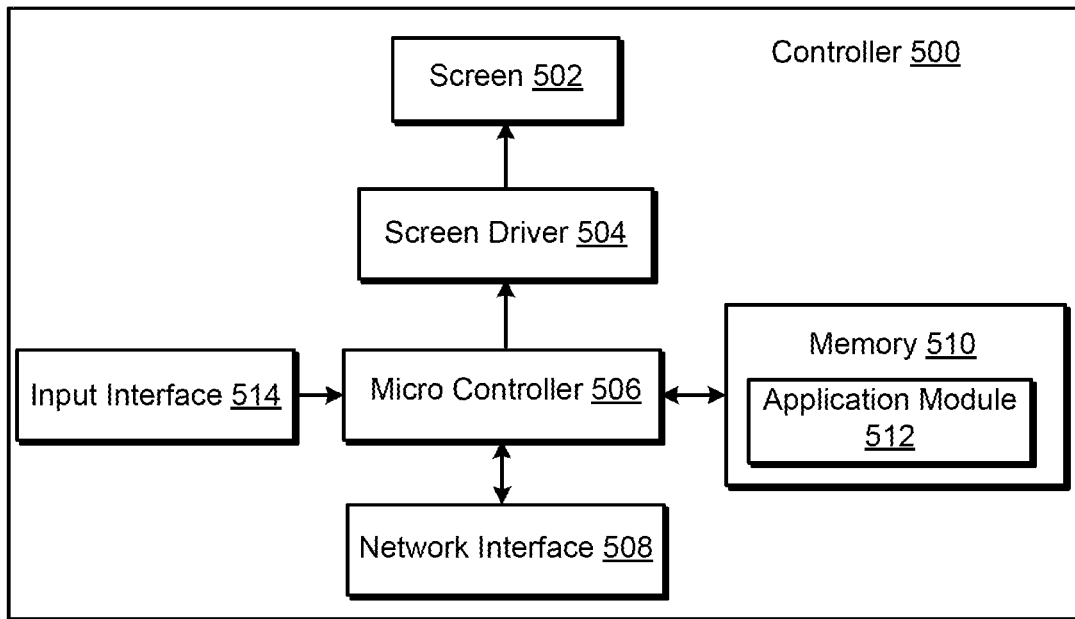 Controller 500
Screen 502
Screen Driver 504
Memory 510
Input Interface 514
Micro Controller 506
Application Module
512
Network Interface 508